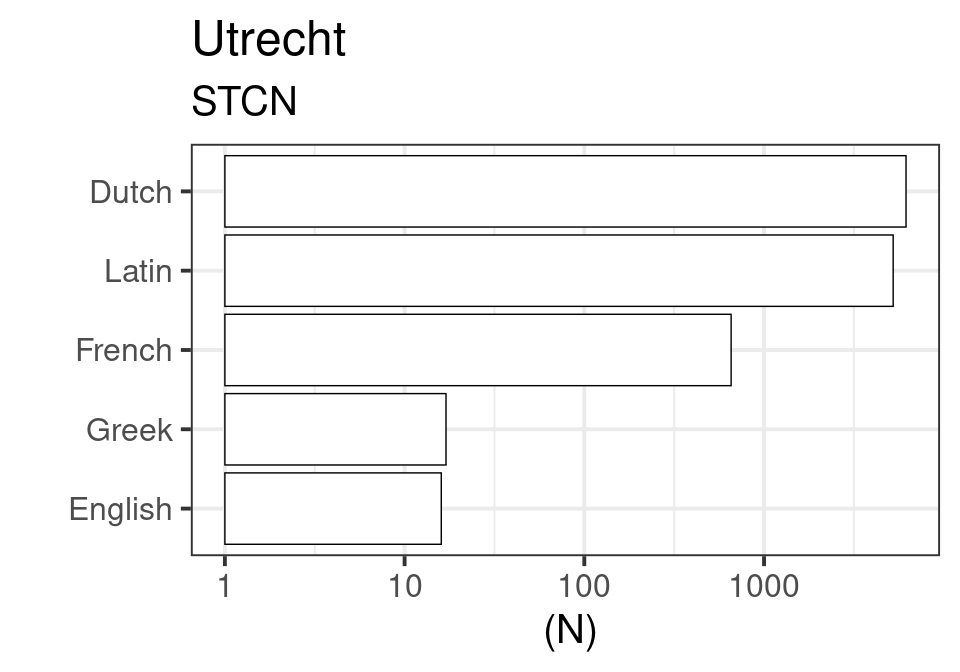 Utrecht
STCN
Dutch
Latin
French
Greek
English
1 10 100 1000
(N)